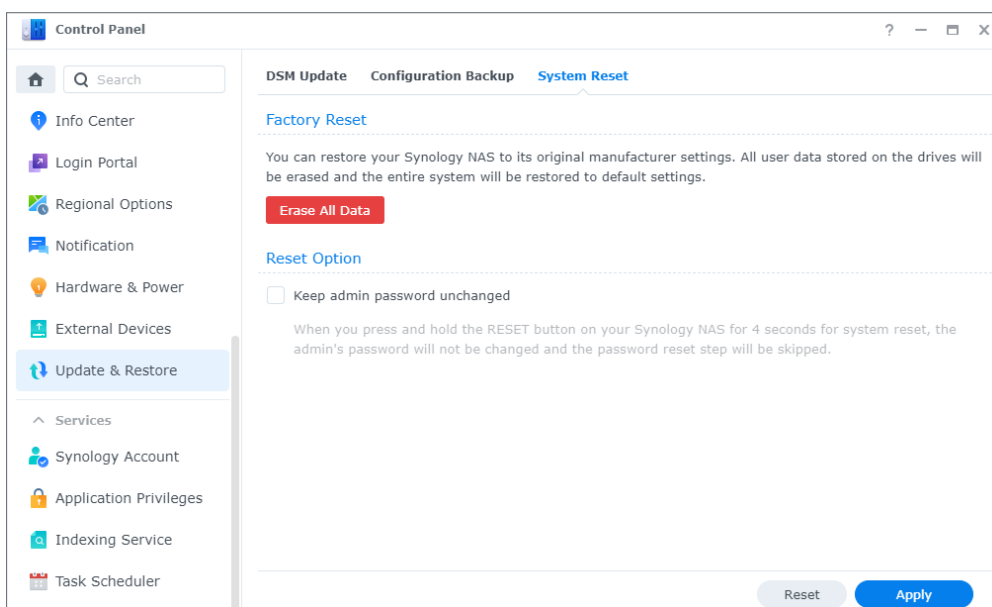 Control Panel
?
Search
Info Center
Login Portal
Regional Options
Notification
Hardware & Power
External Devices
Update & Restore
Services
Synology Account
Application Privileges
Indexing Service
Task Scheduler
DSM Update Configuration Backup System Reset
Factory Reset
You can restore your Synology NAS to its original manufacturer settings. All user data stored on the drives will
be erased and the entire system will be restored to default settings.
Erase All Data
Reset Option
Keep admin password unchanged
When you press and hold the RESET button on your Synology NAS for 4 seconds for system reset, the
admin's password will not be changed and the password reset step will be skipped.
Reset Apply